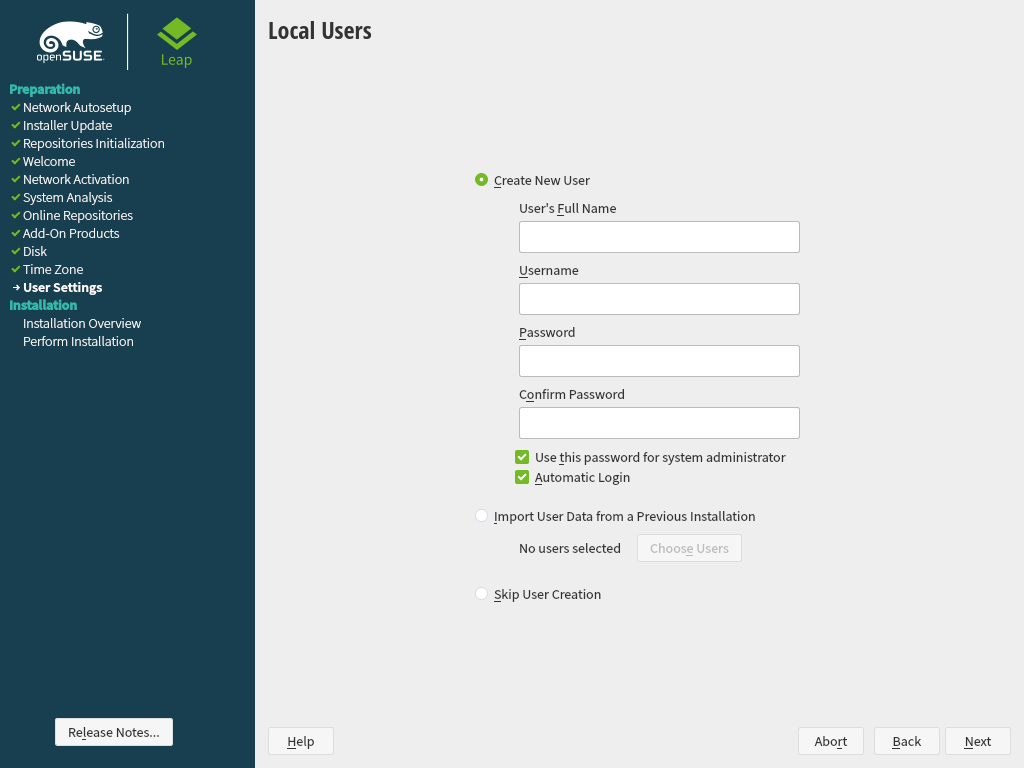 openSUSE
Leap
Preparation
Network Autosetup
Installer Update
Repositories Initialization
Welcome
Network Activation
System Analysis
Online Repositories
Add-On Products
Disk
Time Zone
User Settings
Installation
Installation Overview
Perform Installation
Release Notes...
Local Users
Create New User
User's Full Name
Username
Password
Confirm Password
Use this password for system administrator
Automatic Login
Import User Data from a Previous Installation
No users selected Choose Users
Skip User Creation
Help Abort Back Next